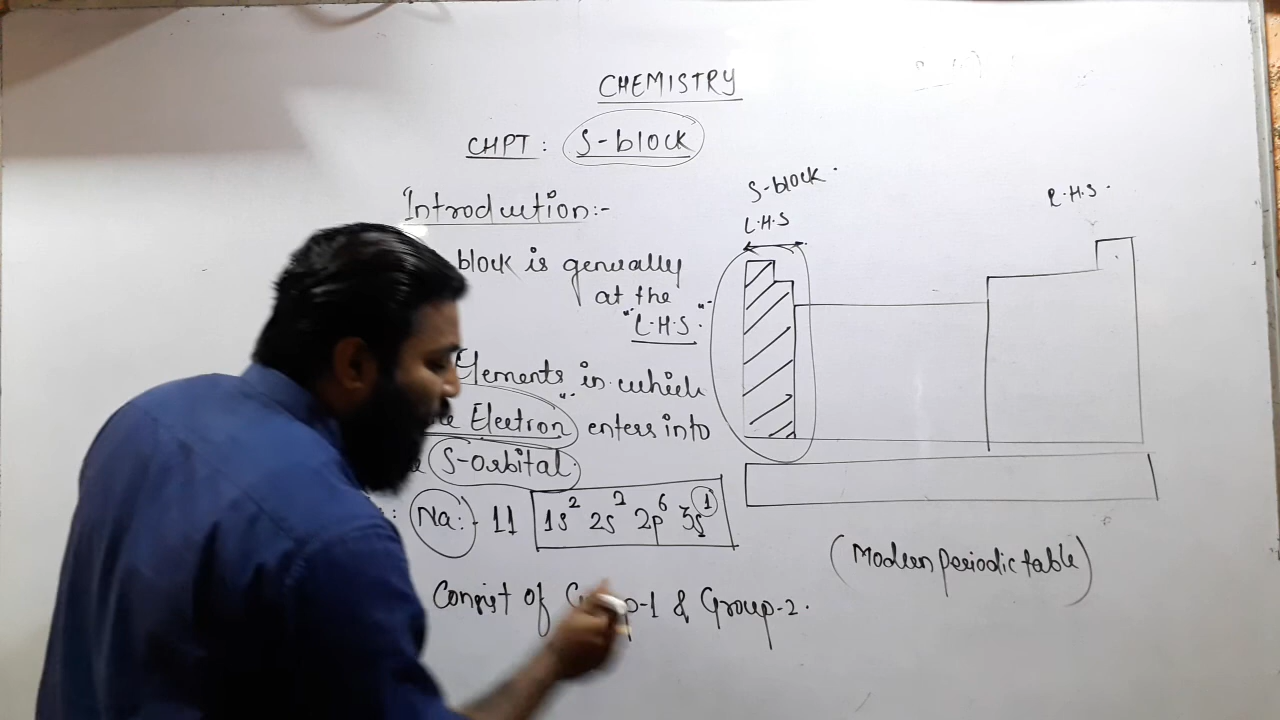 CHEMISTRY
CHPT : S-block
Introduction:-
block is generally
at the
"L.H.S."
Elements in which
Electron enters into
S-Orbital.
Na:- 11 1s² 2s² 2p⁶ 3s¹
Consist of Group-1 & Group-2.
S-block.
L.H.S
R.H.S.
(Modern periodic table)